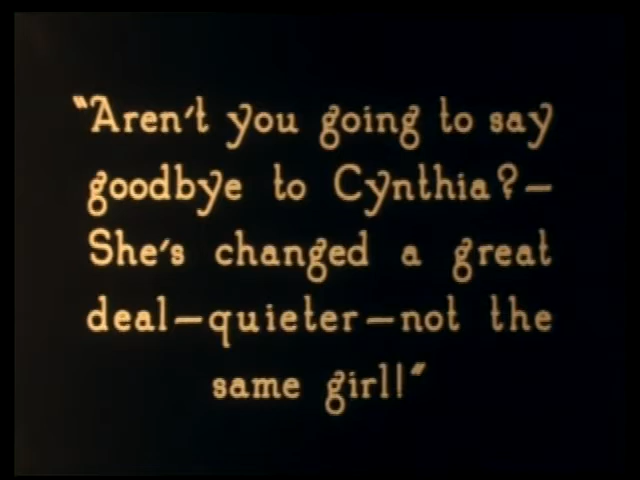 "Aren't you going to say
goodbye to Cynthia?—
She's changed a great
deal—quieter—not the
same girl!"